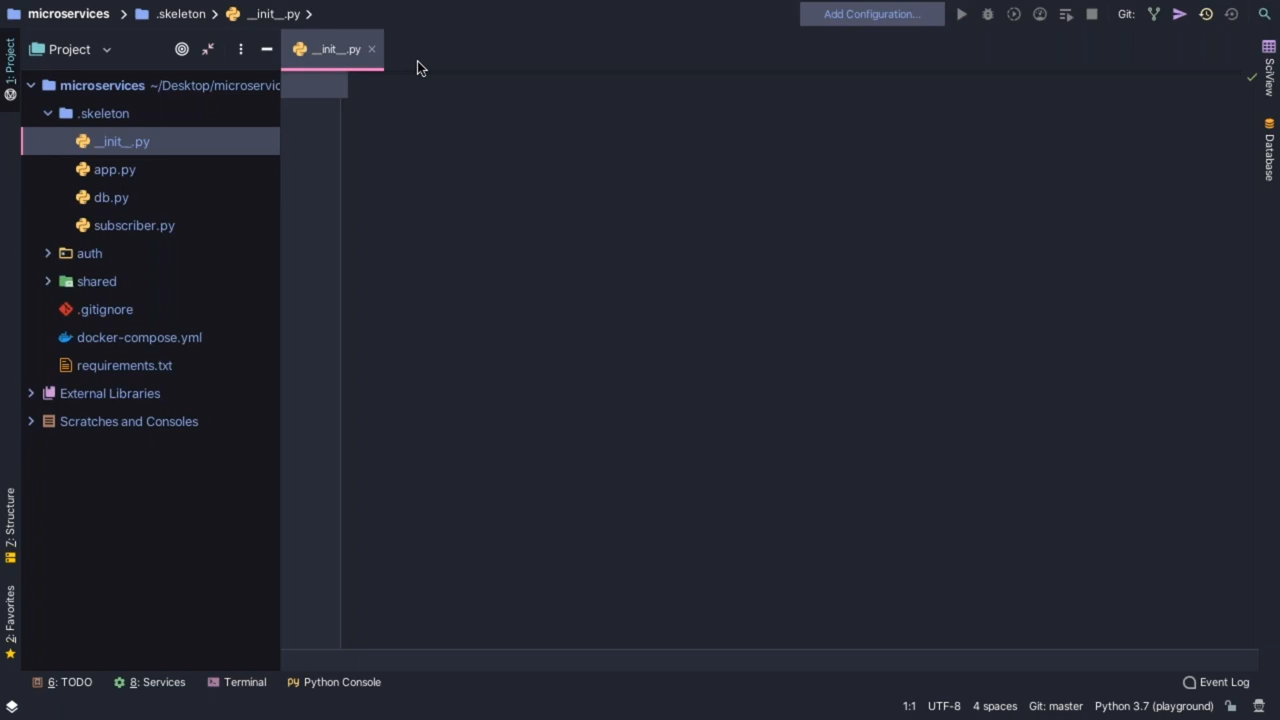 microservices .skeleton __init__.py
Add Configuration...
Git:
1: Project
Project
__init__.py
microservices ~/Desktop/microservic
.skeleton
__init__.py
app.py
db.py
subscriber.py
auth
shared
.gitignore
docker-compose.yml
requirements.txt
External Libraries
Scratches and Consoles
SciView
Database
7: Structure
2: Favorites
6: TODO 8: Services Terminal Python Console Event Log
1:1 UTF-8 4 spaces Git: master Python 3.7 (playground)